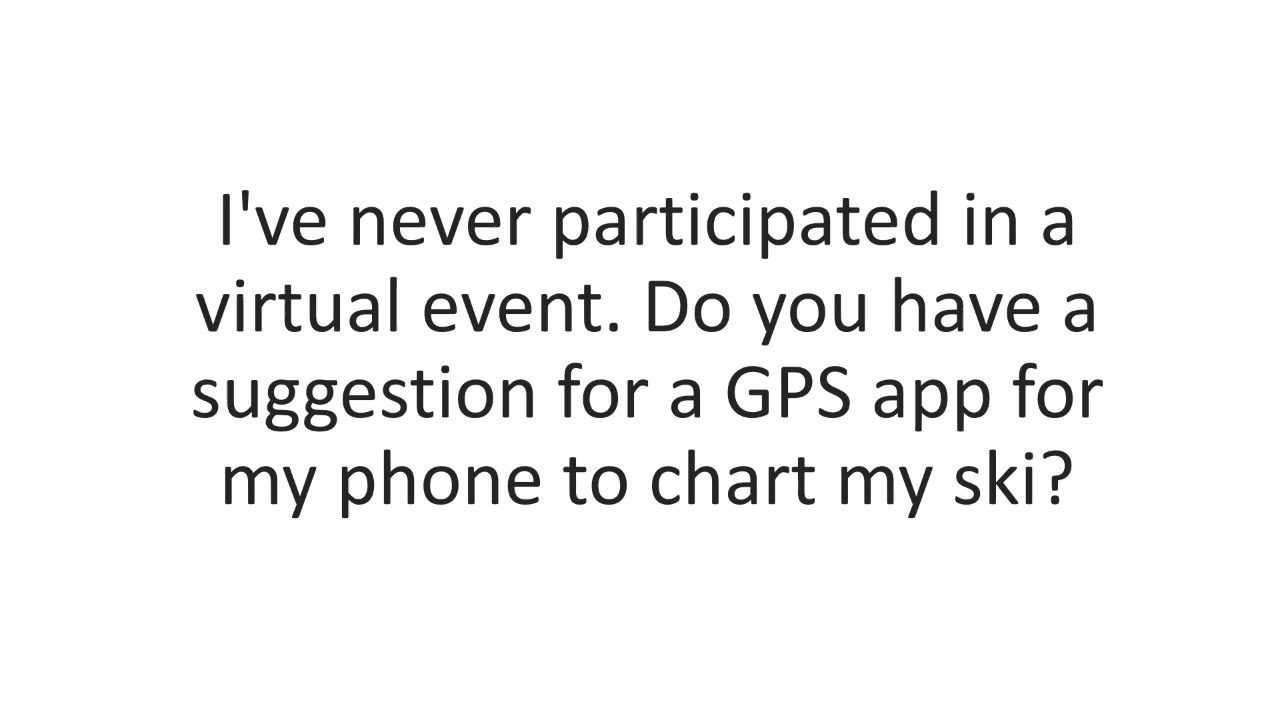 I've never participated in a
virtual event. Do you have a
suggestion for a GPS app for
my phone to chart my ski?